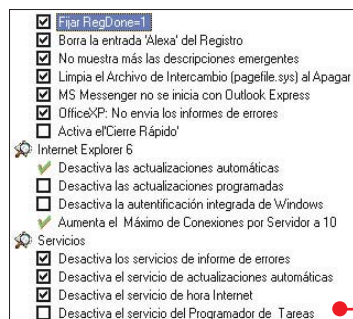 Fijar RegDone=1
Borra la entrada 'Alexa' del Registro
No muestra más las descripciones emergentes
Limpia el Archivo de Intercambio (pagefile.sys) al Apagar
MS Messenger no se inicia con Outlook Express
OfficeXP: No envia los informes de errores
Activa el'Cierre Rápido'
Internet Explorer 6
Desactiva las actualizaciones automáticas
Desactiva las actualizaciones programadas
Desactiva la autentificación integrada de Windows
Aumenta el Máximo de Conexiones por Servidor a 10
Servicios
Desactiva los servicios de informe de errores
Desactiva el servicio de actualizaciones automáticas
Desactiva el servicio de hora Internet
Desactiva el servicio del Programador de Tareas